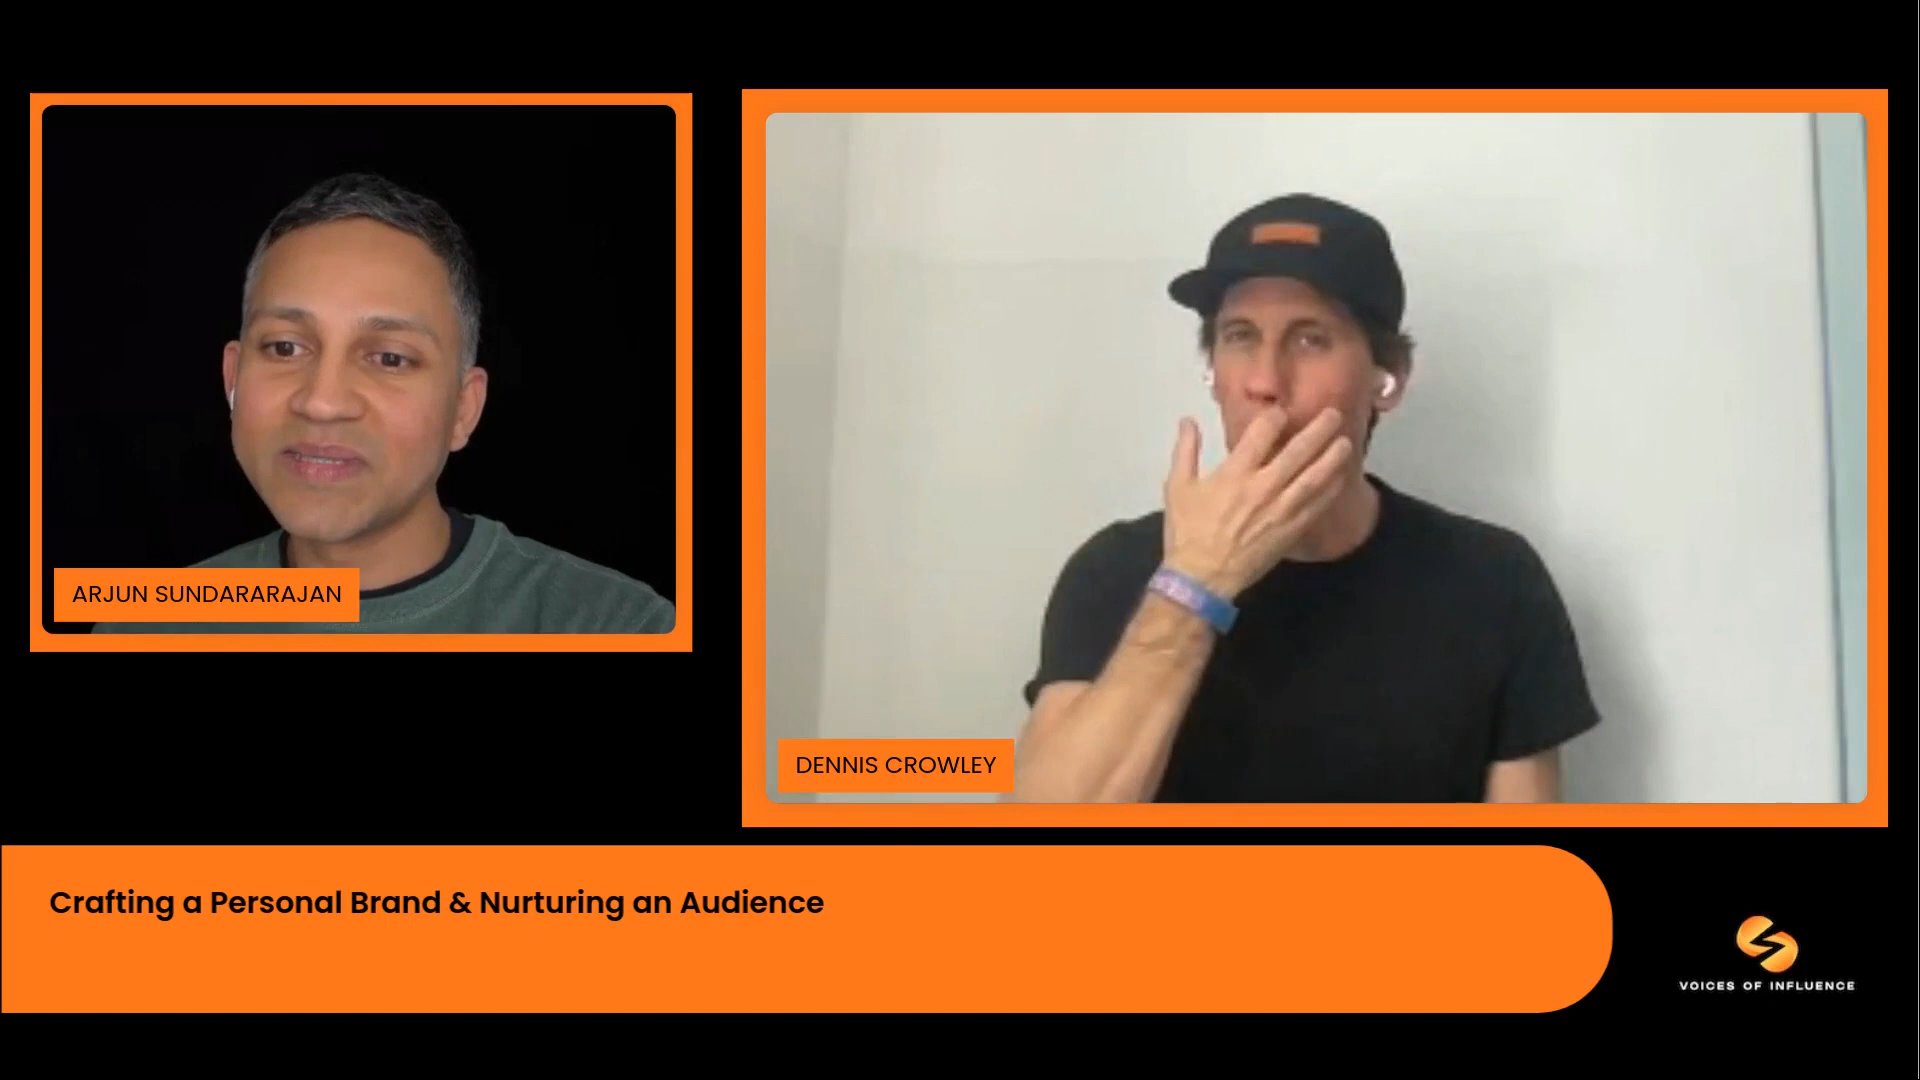 ARJUN SUNDARARAJAN
DENNIS CROWLEY
Crafting a Personal Brand & Nurturing an Audience
VOICES OF INFLUENCE